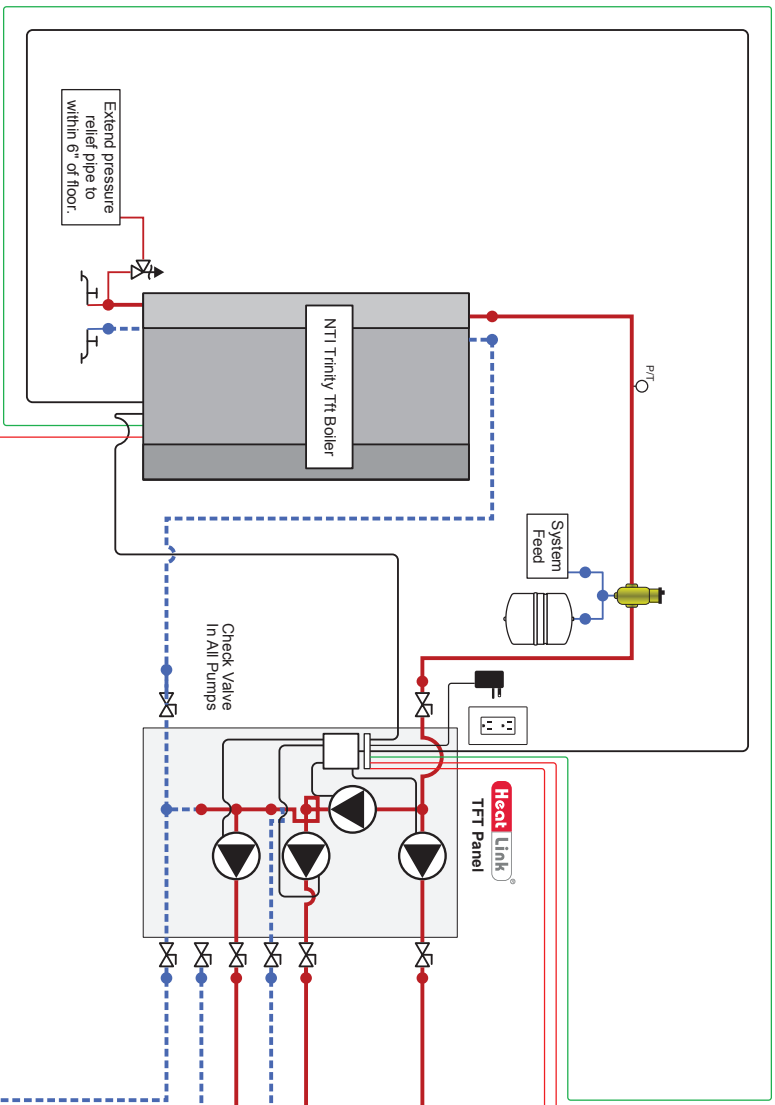 Extend pressure
relief pipe to
within 6" of floor.
NTI Trinity Tft Boiler
P/T
System
Feed
Check Valve
In All Pumps
Heat Link®
TFT Panel